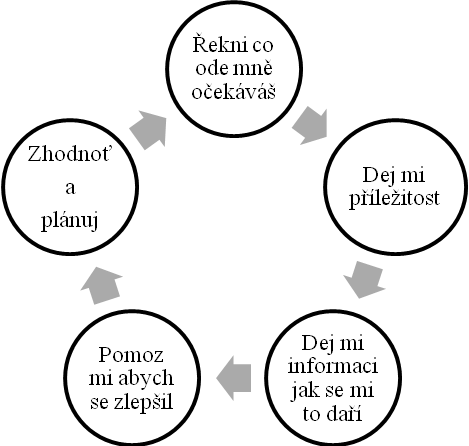 Řekni co
ode mně
očekáváš
Dej mi
příležitost
Dej mi
informaci
jak se mi
to daří
Pomoz
mi abych
se zlepšil
Zhodnoť
a
plánuj